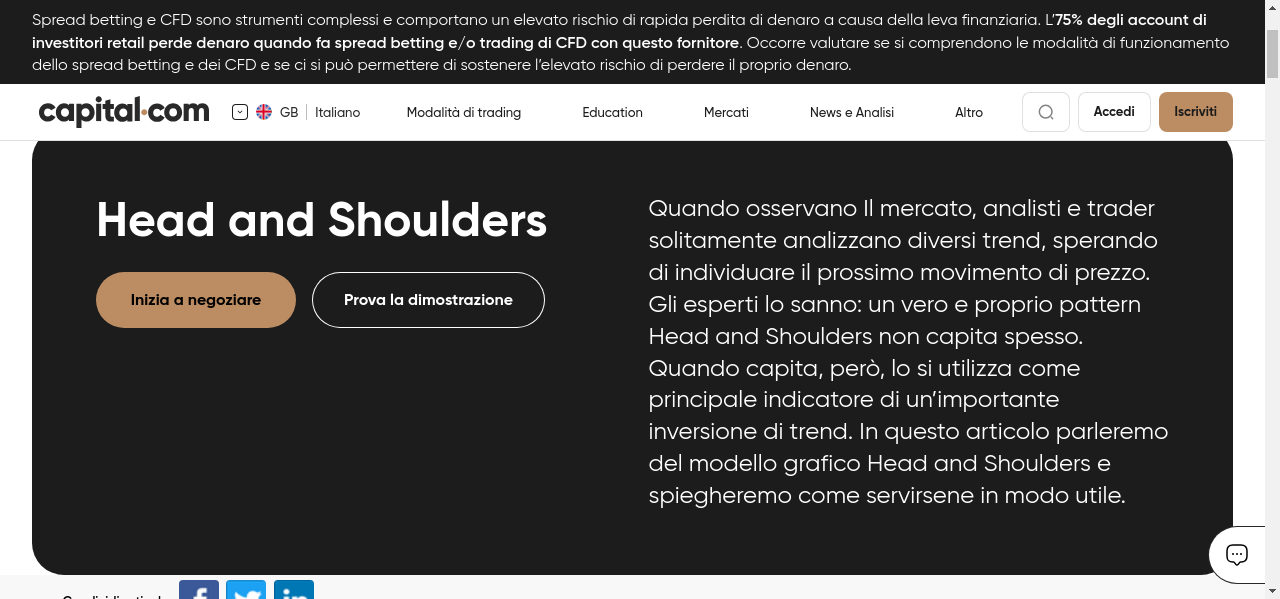 Spread betting e CFD sono strumenti complessi e comportano un elevato rischio di rapida perdita di denaro a causa della leva finanziaria. L'75% degli account di
investitori retail perde denaro quando fa spread betting e/o trading di CFD con questo fornitore. Occorre valutare se si comprendono le modalità di funzionamento
dello spread betting e dei CFD e se ci si può permettere di sostenere l'elevato rischio di perdere il proprio denaro.
capital.com GB Italiano Modalità di trading Education Mercati News e Analisi Altro Accedi Iscriviti
Head and Shoulders
Inizia a negoziare Prova la dimostrazione
Quando osservano Il mercato, analisti e trader
solitamente analizzano diversi trend, sperando
di individuare il prossimo movimento di prezzo.
Gli esperti lo sanno: un vero e proprio pattern
Head and Shoulders non capita spesso.
Quando capita, però, lo si utilizza come
principale indicatore di un'importante
inversione di trend. In questo articolo parleremo
del modello grafico Head and Shoulders e
spiegheremo come servirsene in modo utile.